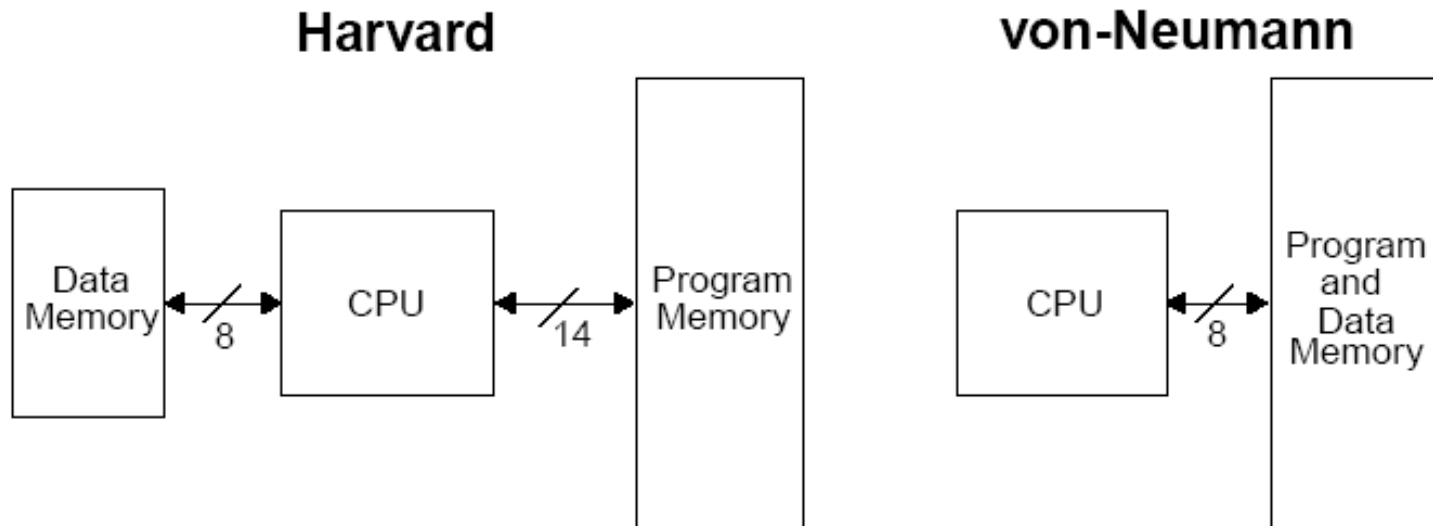 Harvard
von-Neumann
Data
Memory
8
CPU
14
Program
Memory
CPU
8
Program
and
Data
Memory